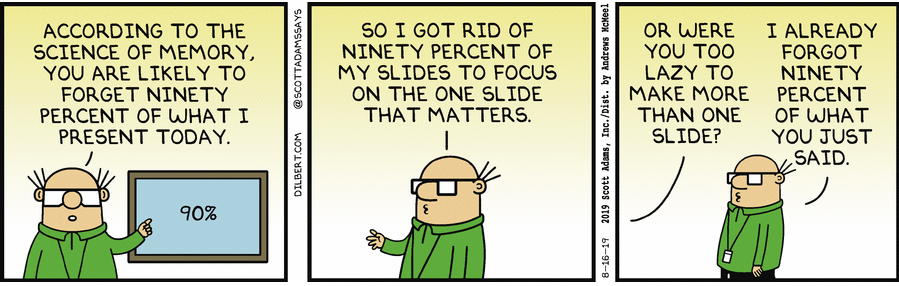 ACCORDING TO THE
SCIENCE OF MEMORY,
YOU ARE LIKELY TO
FORGET NINETY
PERCENT OF WHAT I
PRESENT TODAY.
90%
DILBERT.COM @SCOTTADAMSSAYS
SO I GOT RID OF
NINETY PERCENT OF
MY SLIDES TO FOCUS
ON THE ONE SLIDE
THAT MATTERS.
8-16-19 2019 Scott Adams, Inc./Dist. by Andrews McMeel
OR WERE
YOU TOO
LAZY TO
MAKE MORE
THAN ONE
SLIDE?
I ALREADY
FORGOT
NINETY
PERCENT
OF WHAT
YOU JUST
SAID.